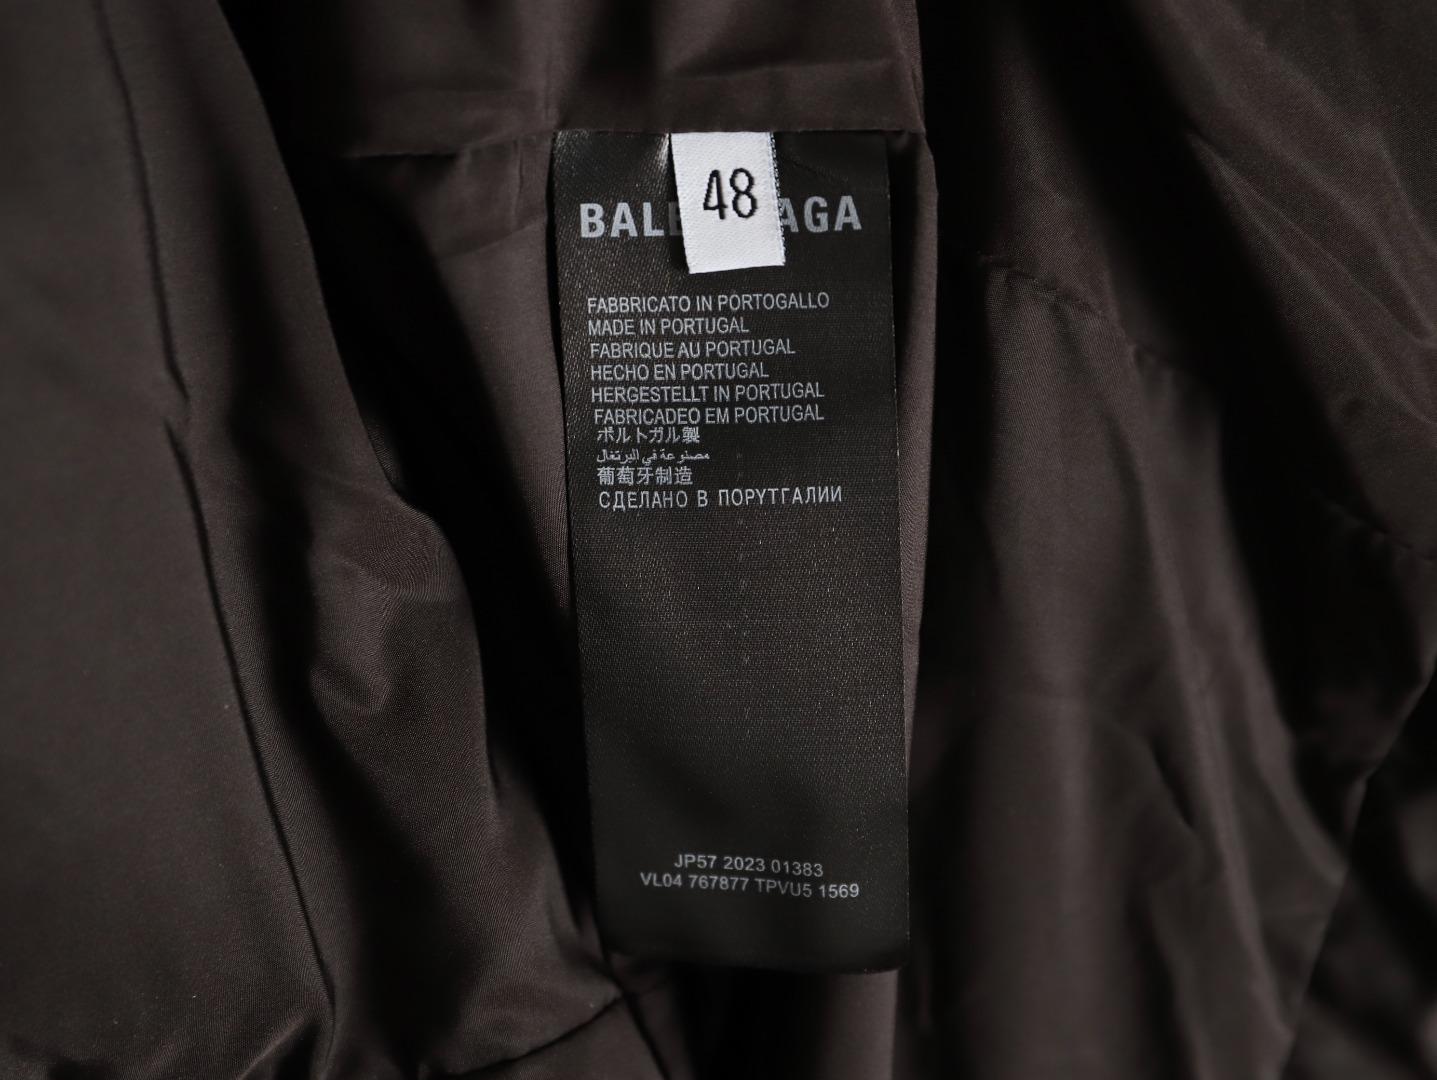 48
BALE AGA
FABBRICATO IN PORTOGALLO
MADE IN PORTUGAL
FABRIQUE AU PORTUGAL
HECHO EN PORTUGAL
HERGESTELLT IN PORTUGAL
FABRICADEO EM PORTUGAL
ポルトガル製
مصنوعة في البرتغال
葡萄牙制造
СДЕЛАНО В ПОРУТГАЛИИ
JP57 2023 01383
VL04 767877 TPVU5 1569